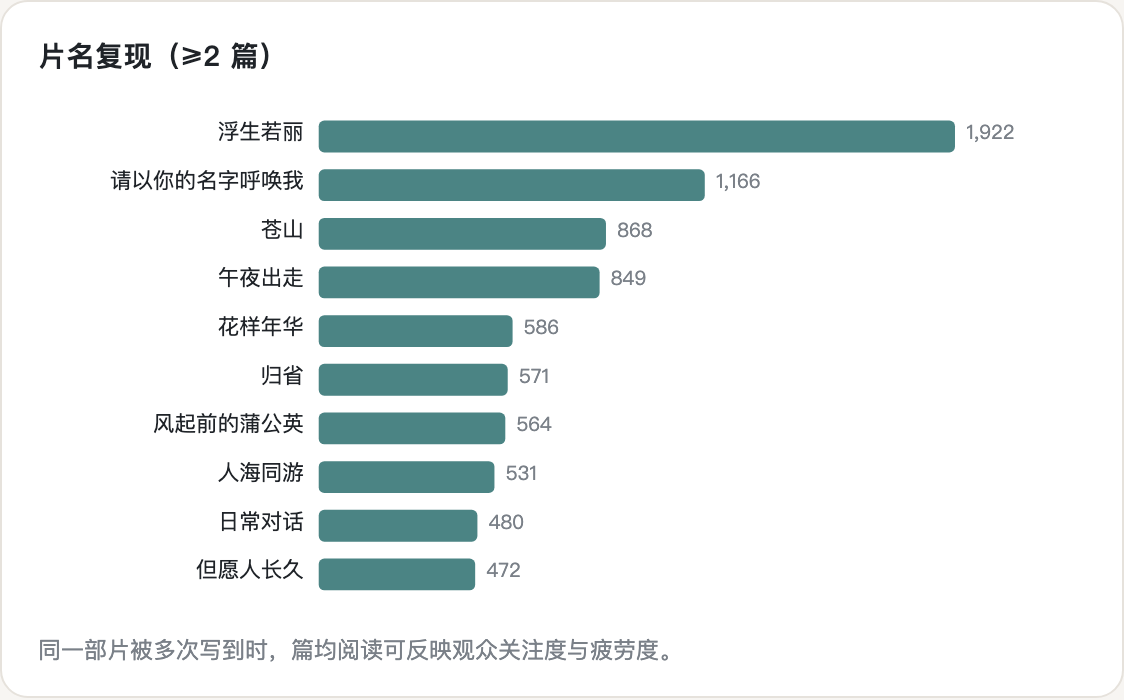 片名复现（≥2 篇）
浮生若丽 1,922
请以你的名字呼唤我 1,166
苍山 868
午夜出走 849
花样年华 586
归省 571
风起前的蒲公英 564
人海同游 531
日常对话 480
但愿人长久 472
同一部片被多次写到时，篇均阅读可反映观众关注度与疲劳度。